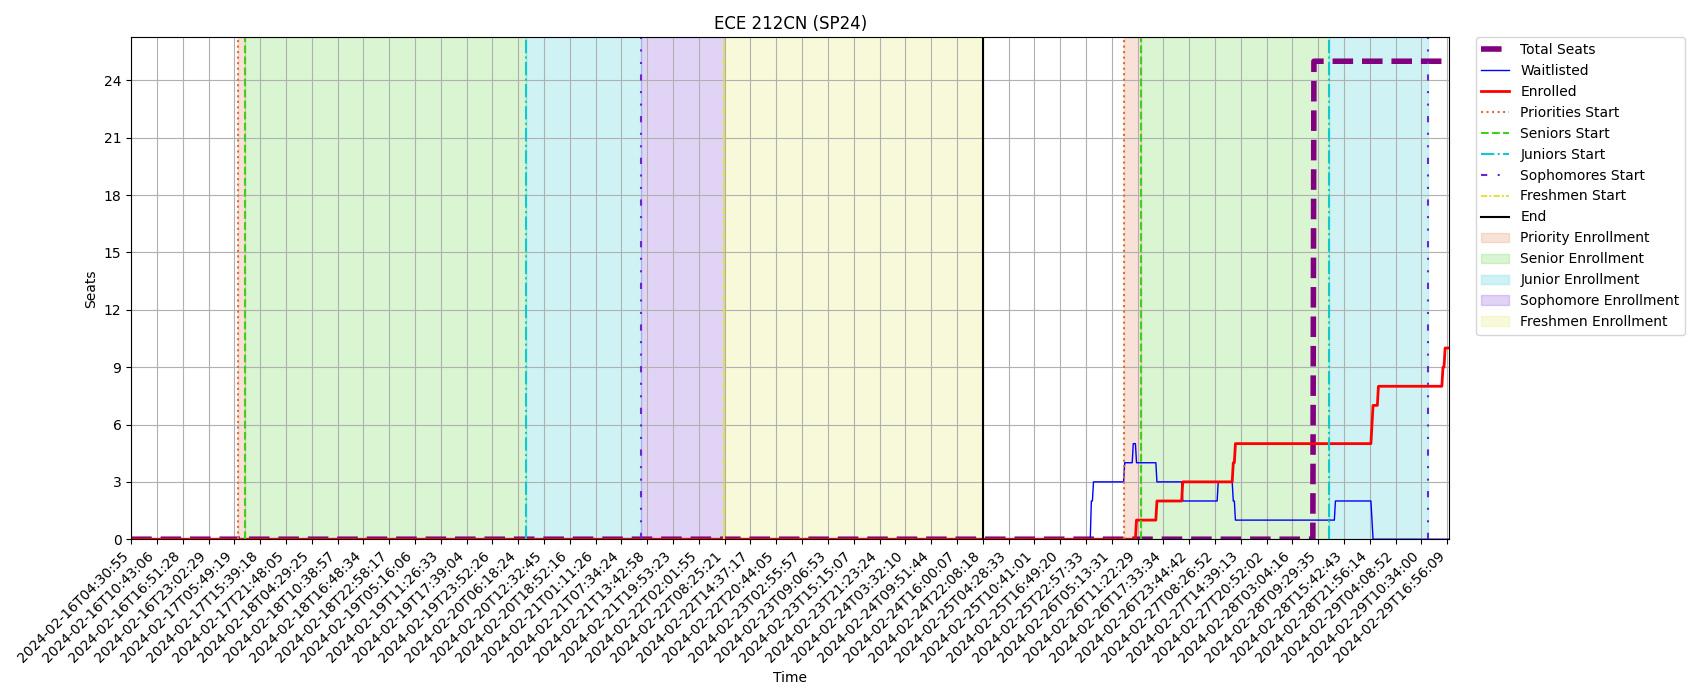 ECE 212CN (SP24)
Seats
24
21
18
15
12
9
6
3
0
2024-02-16T04:30:55
2024-02-16T10:43:06
2024-02-16T16:51:28
2024-02-16T23:02:29
2024-02-17T05:49:19
2024-02-17T15:39:18
2024-02-17T21:48:05
2024-02-18T04:29:25
2024-02-18T10:38:57
2024-02-18T16:48:34
2024-02-18T22:58:17
2024-02-19T05:16:06
2024-02-19T11:26:33
2024-02-19T17:39:04
2024-02-19T23:52:26
2024-02-20T06:18:24
2024-02-20T12:32:45
2024-02-20T18:52:16
2024-02-21T01:11:26
2024-02-21T07:34:24
2024-02-21T13:42:58
2024-02-21T19:53:23
2024-02-22T02:01:55
2024-02-22T08:25:21
2024-02-22T14:37:17
2024-02-22T20:44:05
2024-02-23T02:55:57
2024-02-23T09:06:53
2024-02-23T15:15:07
2024-02-23T21:23:24
2024-02-24T03:32:10
2024-02-24T09:51:44
2024-02-24T16:00:07
2024-02-24T22:08:18
2024-02-25T04:28:33
2024-02-25T10:41:01
2024-02-25T16:49:20
2024-02-25T22:57:33
2024-02-26T05:13:31
2024-02-26T11:22:29
2024-02-26T17:33:34
2024-02-26T23:44:42
2024-02-27T08:26:52
2024-02-27T14:39:13
2024-02-27T20:52:02
2024-02-28T03:04:16
2024-02-28T09:29:35
2024-02-28T15:42:43
2024-02-28T21:56:14
2024-02-29T04:08:52
2024-02-29T10:34:00
2024-02-29T16:56:09
Time
Total Seats
Waitlisted
Enrolled
Priorities Start
Seniors Start
Juniors Start
Sophomores Start
Freshmen Start
End
Priority Enrollment
Senior Enrollment
Junior Enrollment
Sophomore Enrollment
Freshmen Enrollment